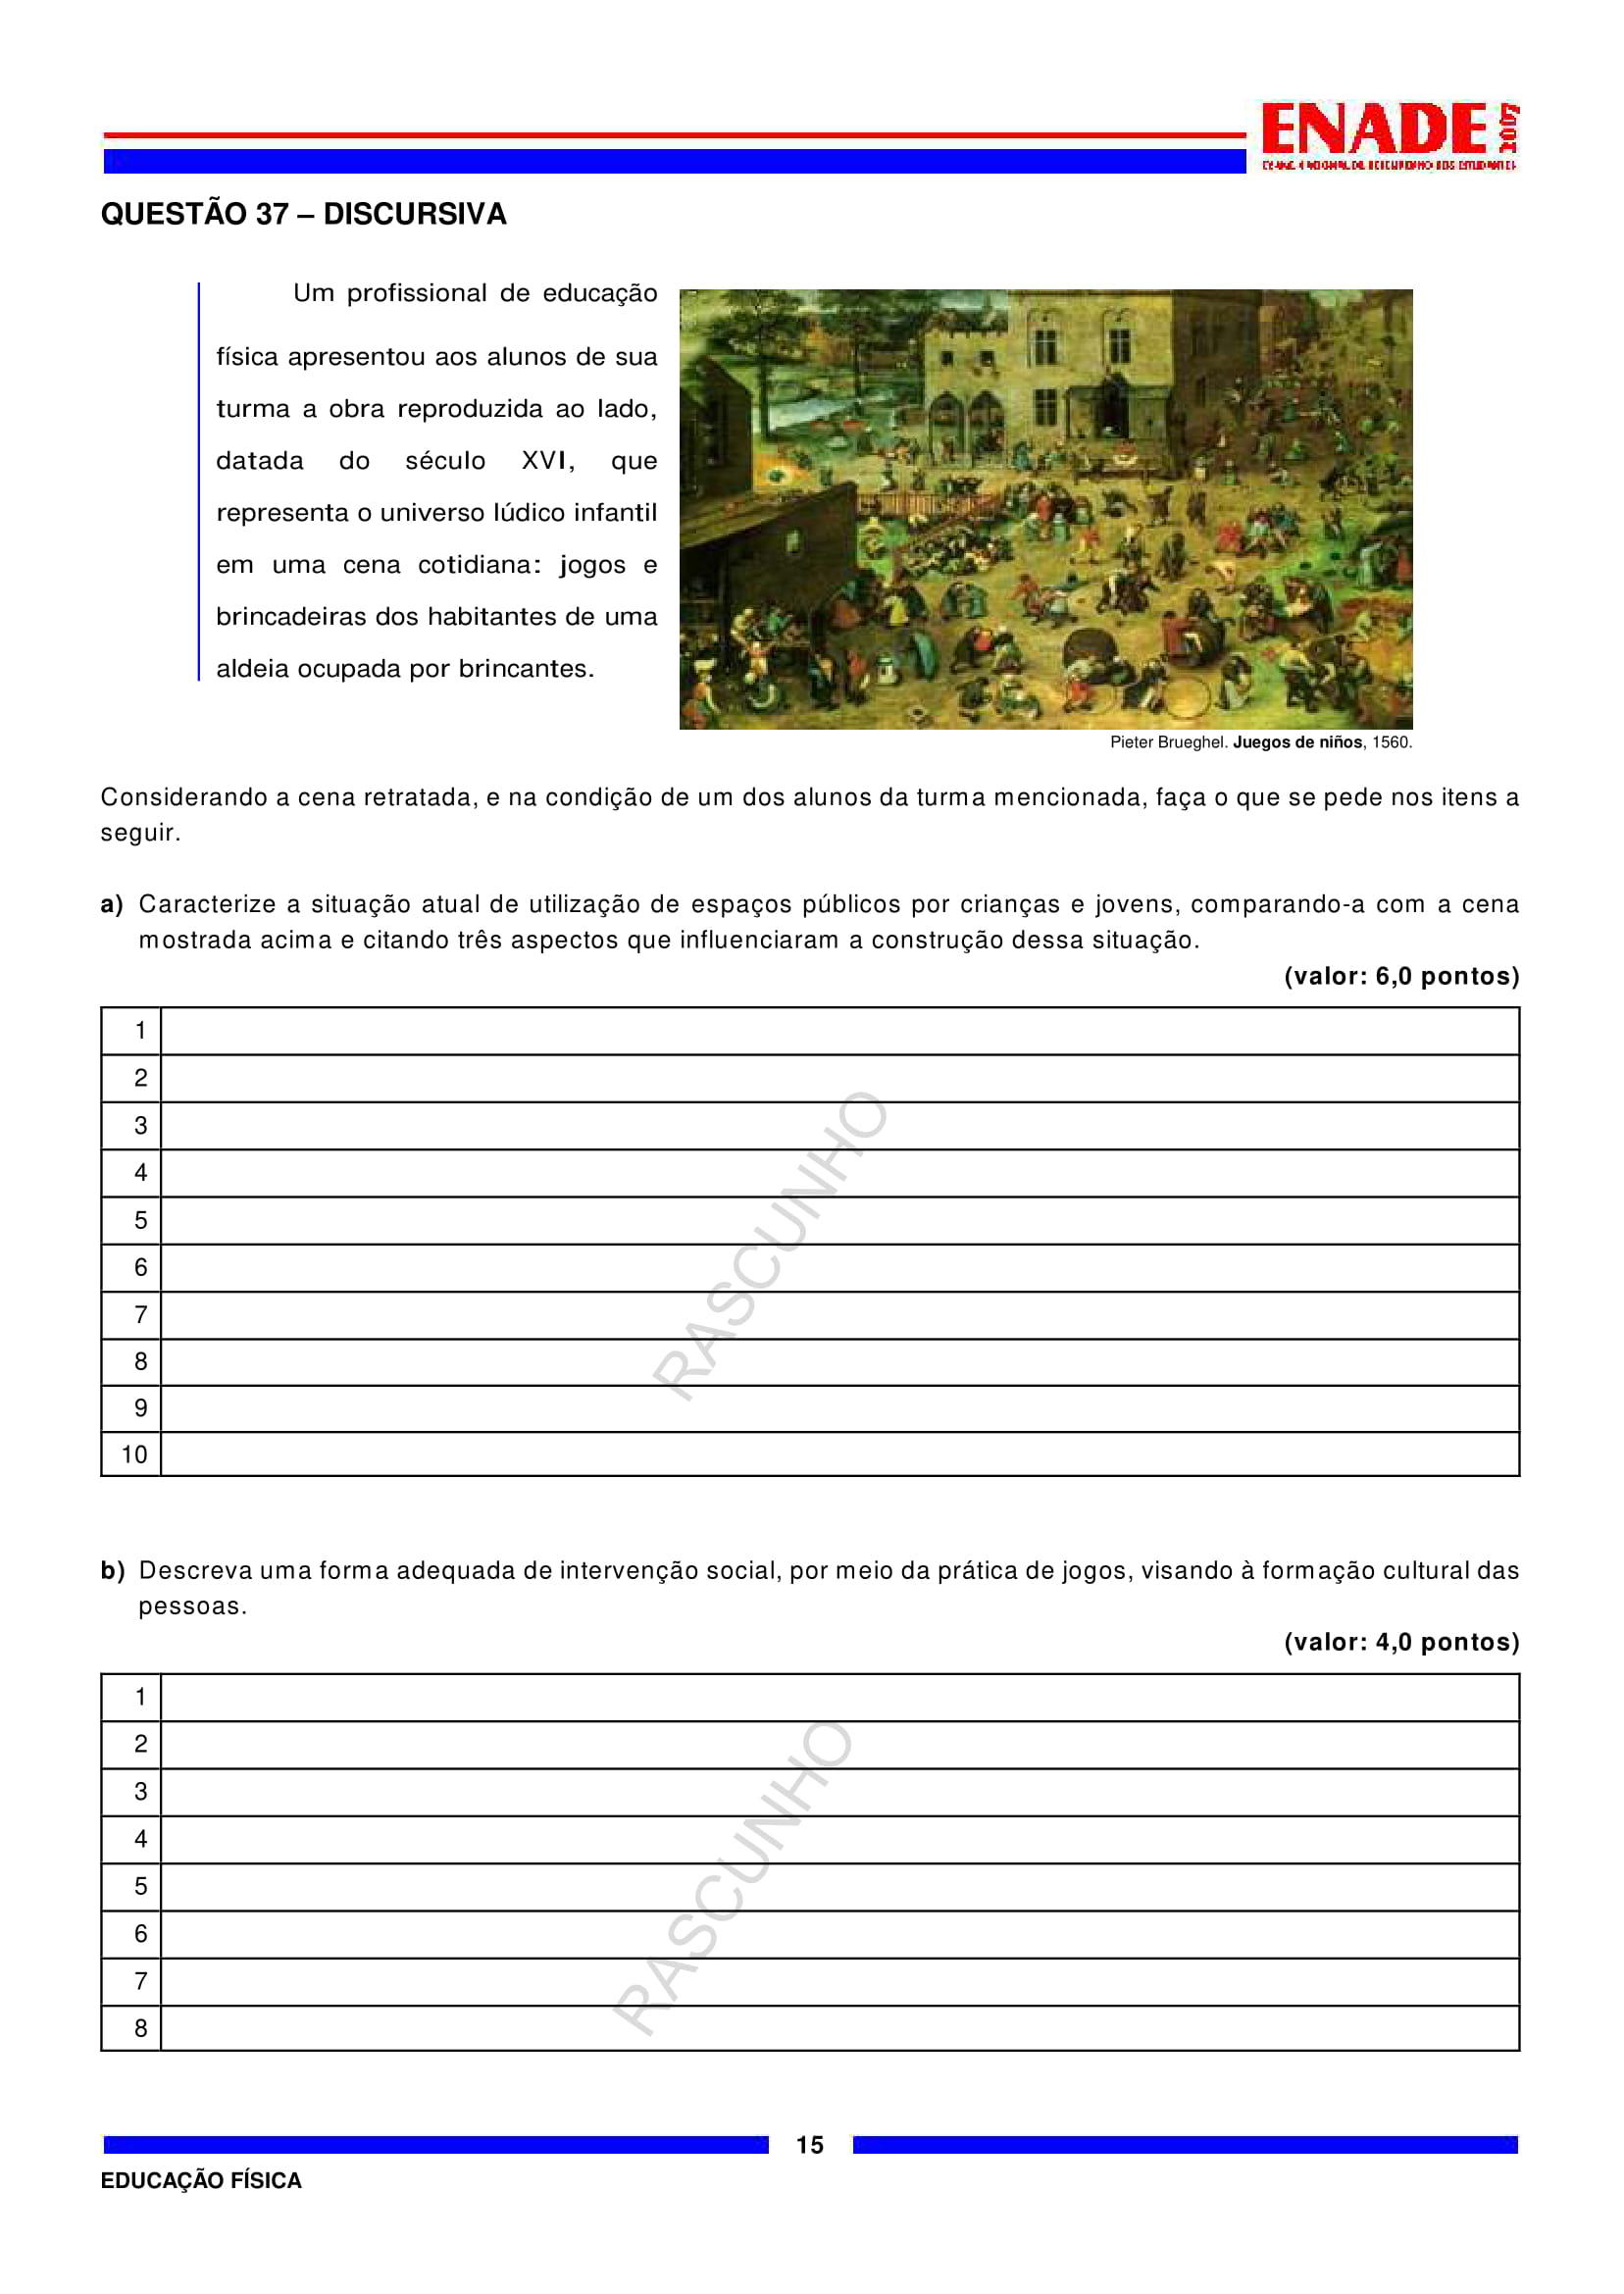 ENADE
2007
QUESTÃO 37 – DISCURSIVA
Um profissional de educação
física apresentou aos alunos de sua
turma a obra reproduzida ao lado,
datada do século XVI, que
representa o universo lúdico infantil
em uma cena cotidiana: jogos e
brincadeiras dos habitantes de uma
aldeia ocupada por brincantes.
Pieter Brueghel. Juegos de niños, 1560.
Considerando a cena retratada, e na condição de um dos alunos da turma mencionada, faça o que se pede nos itens a
seguir.
a) Caracterize a situação atual de utilização de espaços públicos por crianças e jovens, comparando-a com a cena
mostrada acima e citando três aspectos que influenciaram a construção dessa situação.
(valor: 6,0 pontos)
1
2
3
4
5
6
7
8
9
10
RASCUNHO
b) Descreva uma forma adequada de intervenção social, por meio da prática de jogos, visando à formação cultural das
pessoas.
(valor: 4,0 pontos)
1
2
3
4
5
6
7
8
RASCUNHO
15
EDUCAÇÃO FÍSICA